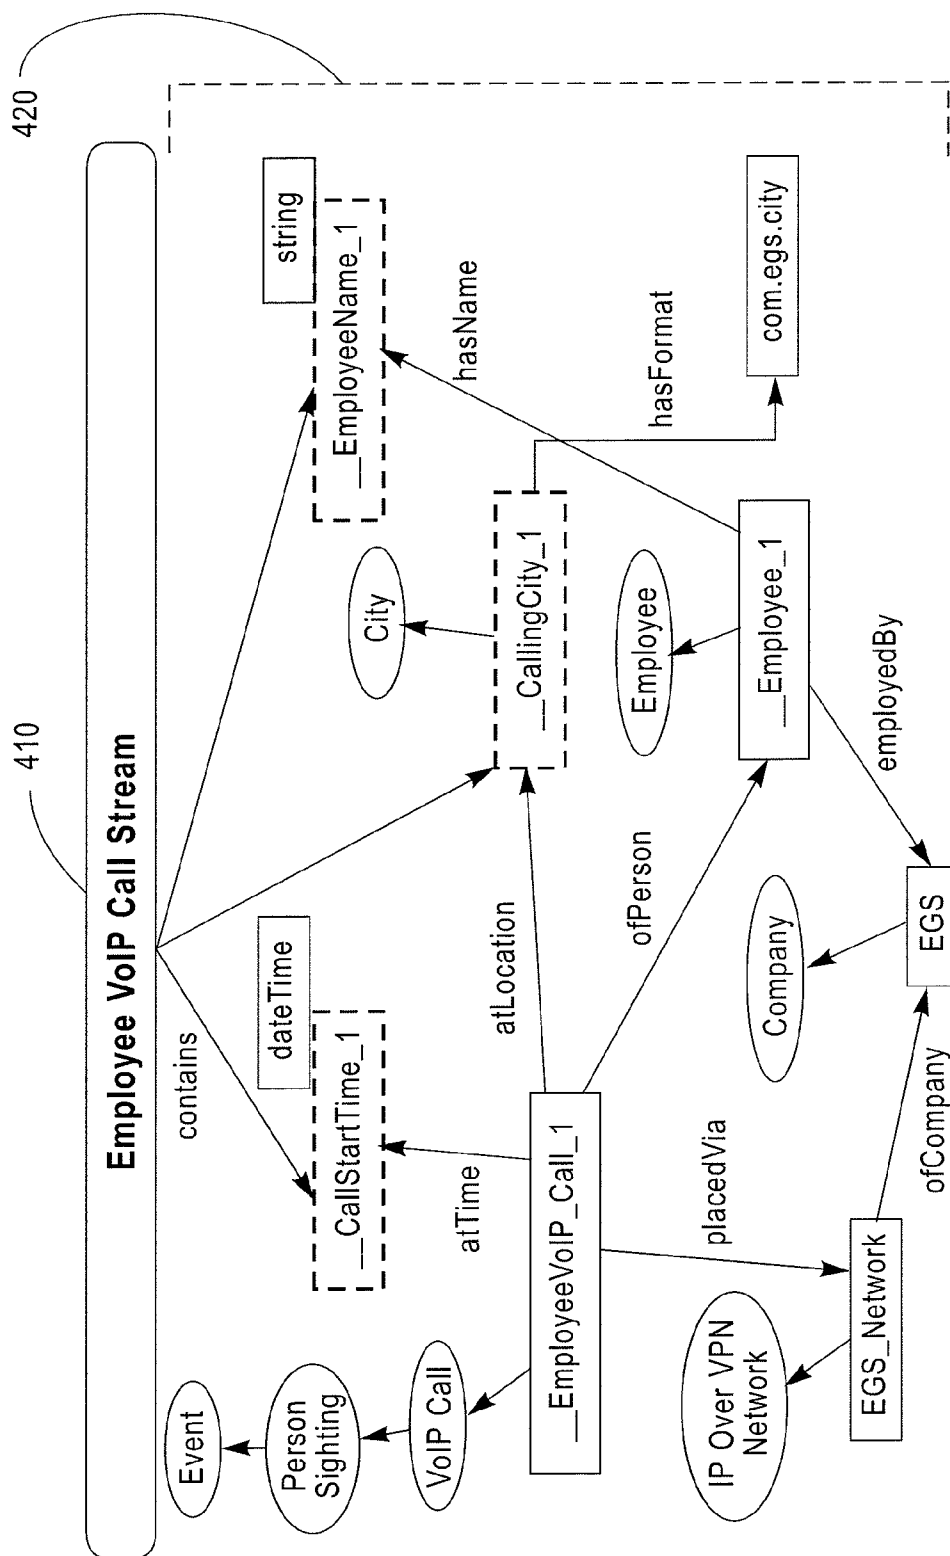 420
410
Employee VoIP Call Stream
contains
string
__EmployeeName_1
dateTime
__CallStartTime_1
Event
Person
Sighting
VoIP Call
City
hasName
atTime
atLocation
__CallingCity_1
hasFormat
__EmployeeVoIP_Call_1
ofPerson
Employee
__Employee_1
com.egs.city
placedVia
IP Over VPN
Network
Company
employedBy
EGS_Network
ofCompany
EGS